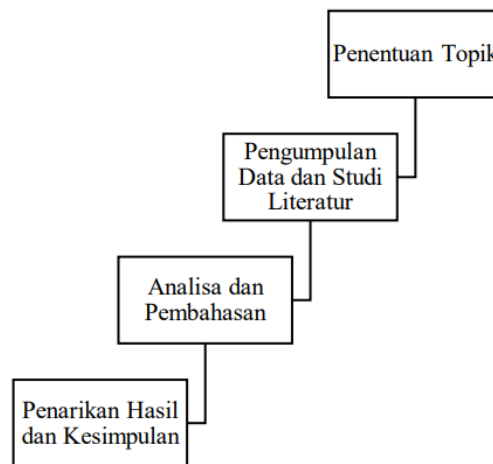 Penentuan Topik
Pengumpulan
Data dan Studi
Literatur
Analisa dan
Pembahasan
Penarikan Hasil
dan Kesimpulan